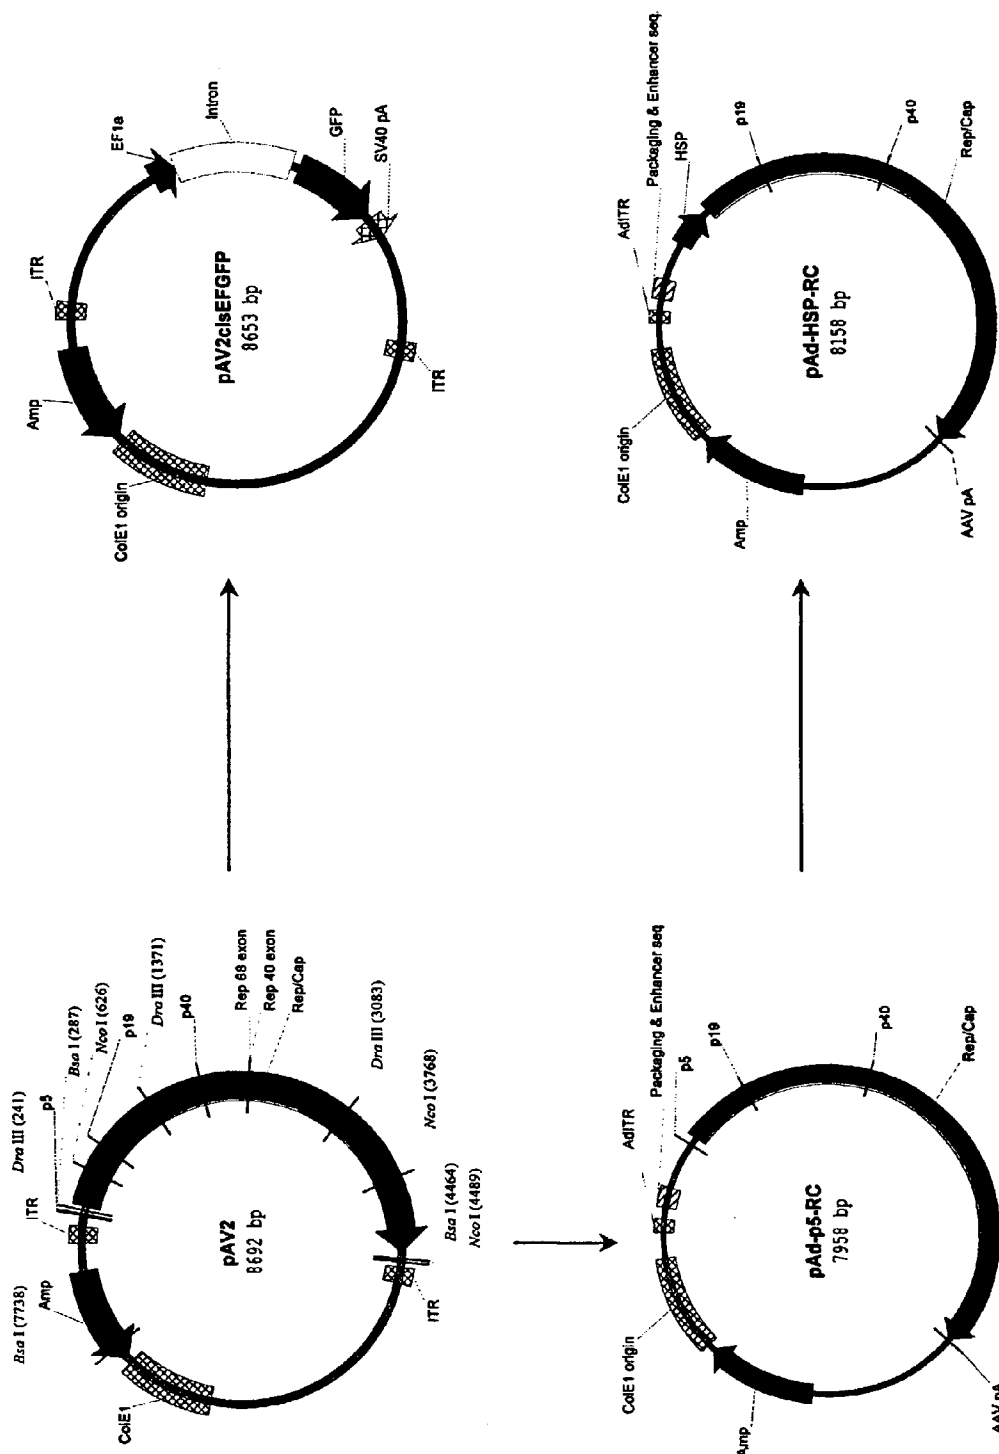 ITR
Dra III (241)
p5
Bsa I (287)
Nco I (626)
p19
Dra III (1371)
p40
Rep 68 exon
Rep 40 exon
Rep/Cap
Dra III (3083)
Nco I (3768)
Bsa I (4464)
Nco I (4489)
ITR
ColE1
Amp
Bsa I (7738)
pAV2
8692 bp
ITR
EF1a
Intron
GFP
SV40 pA
ITR
ColE1 origin
Amp
pAV2cisEFGFP
8653 bp
AdITR
Packaging & Enhancer seq
p5
p19
p40
Rep/Cap
AAV pA
Amp
ColE1 origin
pAd-p5-RC
7958 bp
AdITR
Packaging & Enhancer seq.
HSP
p19
p40
Rep/Cap
AAV pA
Amp
ColE1 origin
pAd-HSP-RC
8158 bp